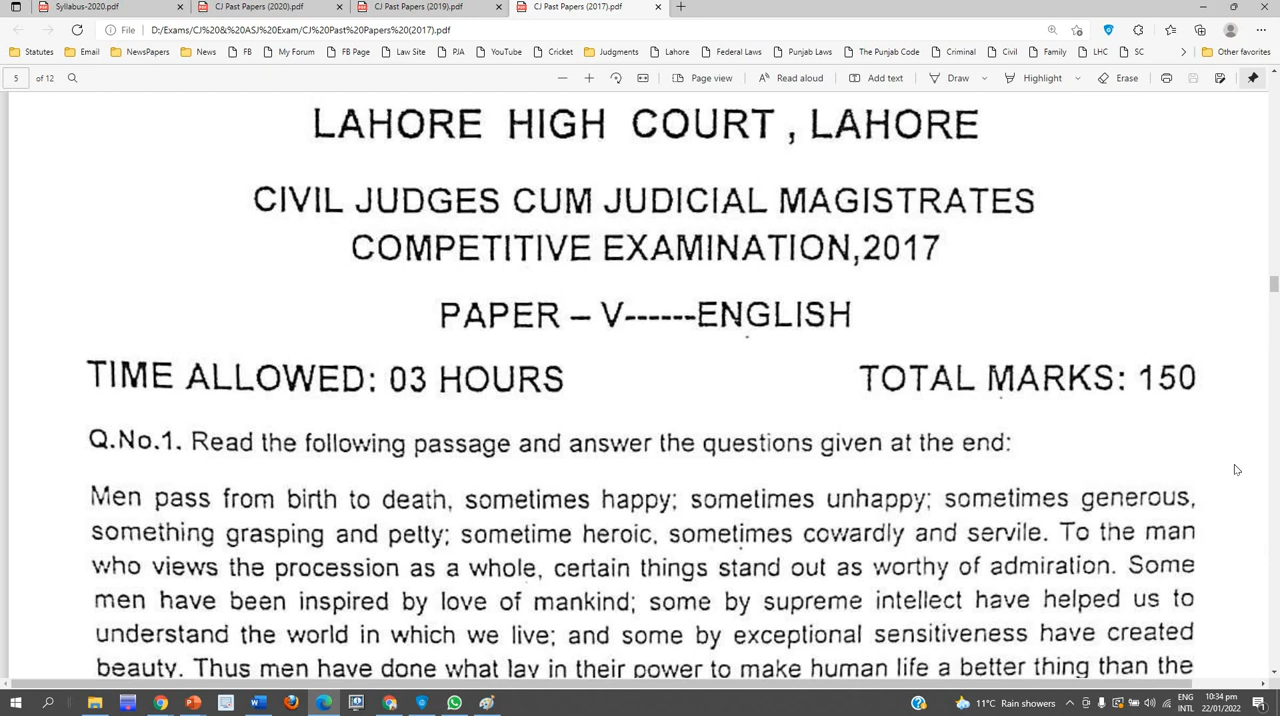 Syllabus-2020.pdf
CJ Past Papers (2020).pdf
CJ Past Papers (2019).pdf
CJ Past Papers (2017).pdf
File D:/Exams/CJ%20&%20ASJ%20Exam/CJ%20Past%20Papers%20(2017).pdf
Statutes Email NewsPapers News FB My Forum FB Page Law Site PJA YouTube Cricket Judgments Lahore Federal Laws Punjab Laws The Punjab Code Criminal Civil Family LHC SC Other favorites
5 of 12 Page view Read aloud Add text Draw Highlight Erase
LAHORE HIGH COURT, LAHORE
CIVIL JUDGES CUM JUDICIAL MAGISTRATES
COMPETITIVE EXAMINATION,2017
PAPER – V------ENGLISH
TIME ALLOWED: 03 HOURS TOTAL MARKS: 150
Q.No.1. Read the following passage and answer the questions given at the end:
Men pass from birth to death, sometimes happy; sometimes unhappy; sometimes generous,
something grasping and petty; sometime heroic, sometimes cowardly and servile. To the man
who views the procession as a whole, certain things stand out as worthy of admiration. Some
men have been inspired by love of mankind; some by supreme intellect have helped us to
understand the world in which we live; and some by exceptional sensitiveness have created
beauty. Thus men have done what lay in their power to make human life a better thing than the
11°C Rain showers
ENG 10:34 pm
INTL 22/01/2022